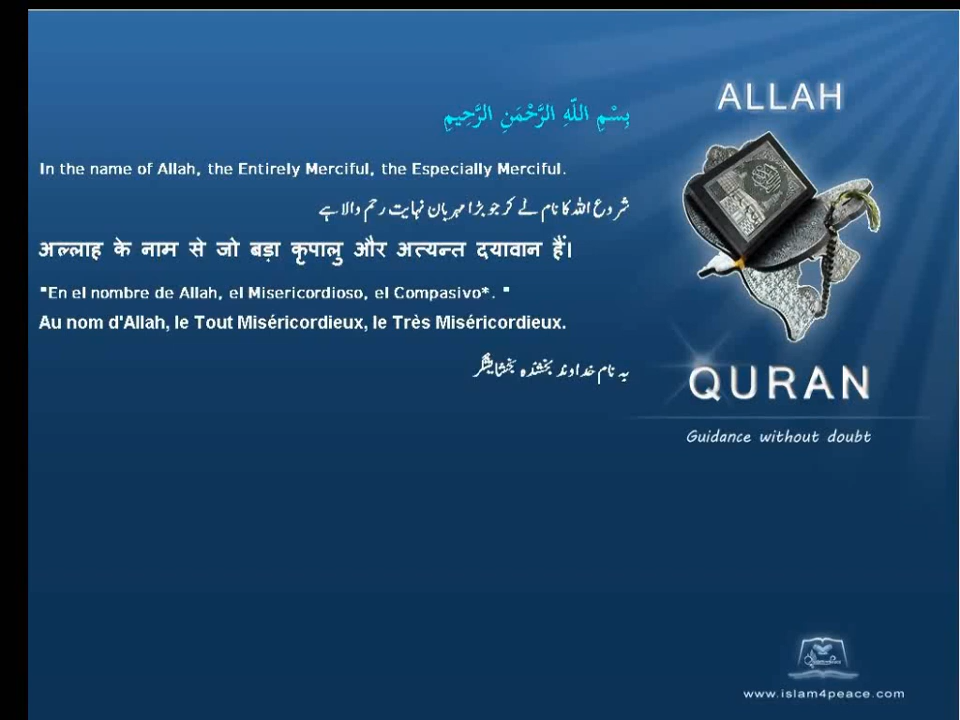 بِسْمِ اللّهِ الرَّحْمَنِ الرَّحِيمِ
In the name of Allah, the Entirely Merciful, the Especially Merciful.
شروع الله کا نام لے کر جو بڑا مہربان نہایت رحم والا ہے
अल्लाह के नाम से जो बड़ा कृपालु और अत्यन्त दयावान हैं।
"En el nombre de Allah, el Misericordioso, el Compasivo*. "
Au nom d'Allah, le Tout Miséricordieux, le Très Miséricordieux.
به نام خداوند بخشنده بخشایشگر
ALLAH
QURAN
Guidance without doubt
www.islam4peace.com